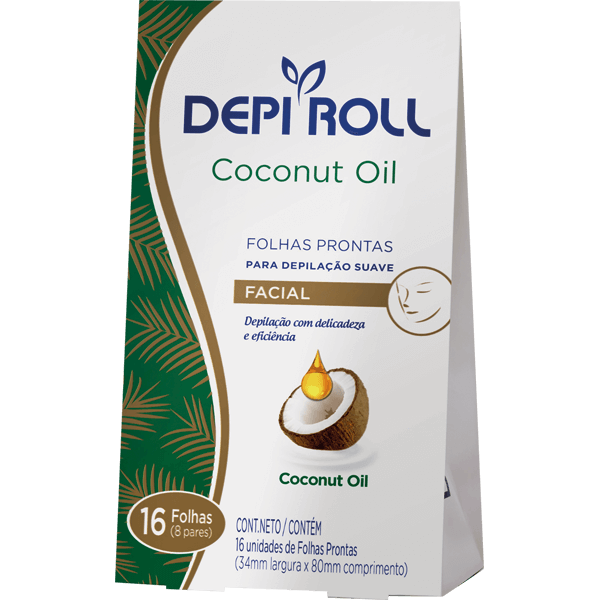 DEPI ROLL
Coconut Oil
FOLHAS PRONTAS
PARA DEPILAÇÃO SUAVE
FACIAL
Depilação com delicadeza
e eficiência
Coconut Oil
16 Folhas
(8 pares)
CONT.NETO / CONTÉM
16 unidades de Folhas Prontas
(34mm largura x 80mm comprimento)